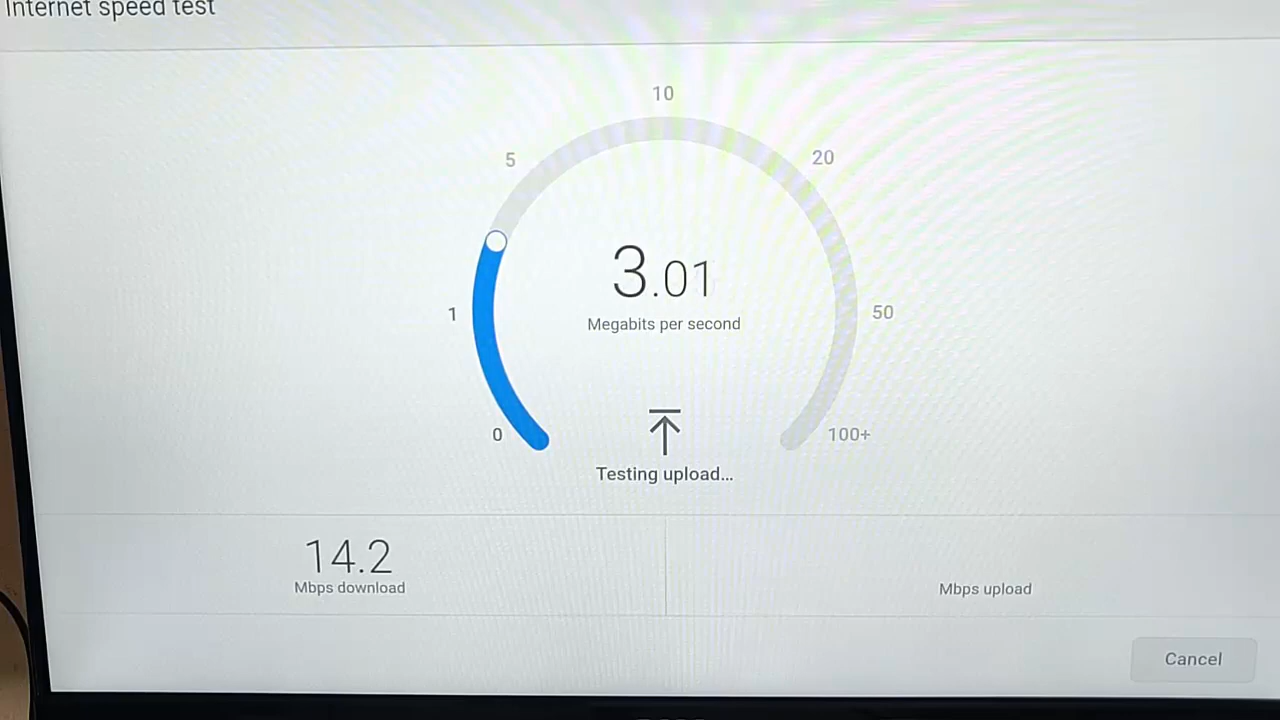 Internet speed test
10
5
20
3.01
1
Megabits per second
50
0
100+
Testing upload...
14.2
Mbps download
Mbps upload
Cancel